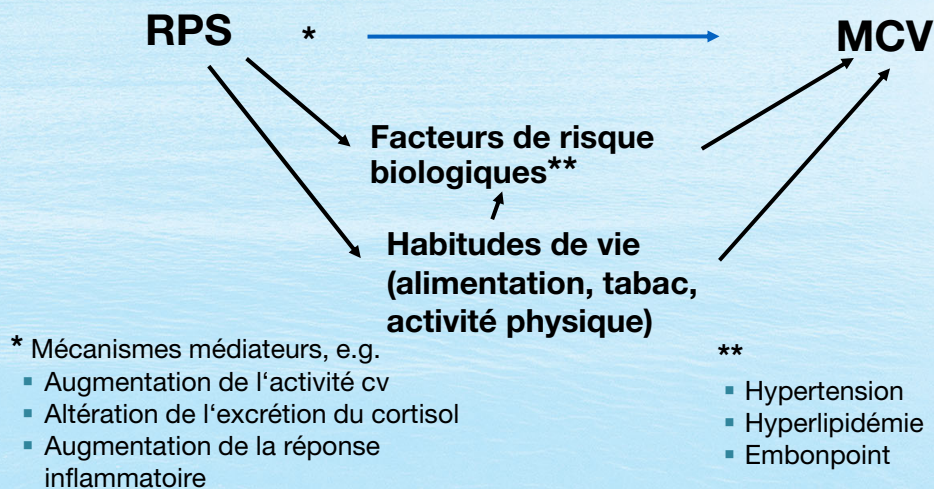 RPS * MCV
Facteurs de risque
biologiques**
Habitudes de vie
(alimentation, tabac,
activité physique)
* Mécanismes médiateurs, e.g.
▪ Augmentation de l‘activité cv
▪ Altération de l‘excrétion du cortisol
▪ Augmentation de la réponse
inflammatoire
**
▪ Hypertension
▪ Hyperlipidémie
▪ Embonpoint